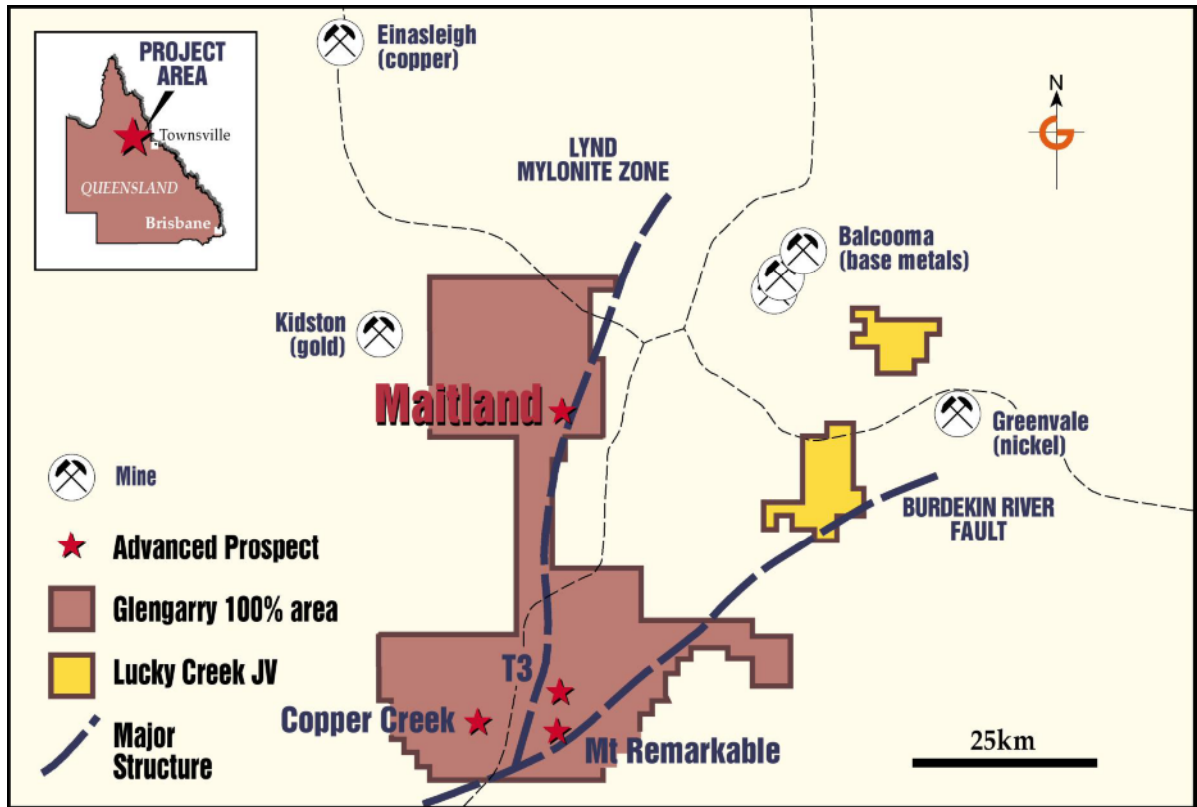 PROJECT
AREA
Townsville
QUEENSLAND
Brisbane
Einasleigh
(copper)
LYND
MYLONITE ZONE
N
Balcooma
(base metals)
Kidston
(gold)
Maitland
Greenvale
(nickel)
BURDEKIN RIVER
FAULT
Mine
Advanced Prospect
Glengarry 100% area
Lucky Creek JV
Major
Structure
T3
Copper Creek
Mt Remarkable
25km